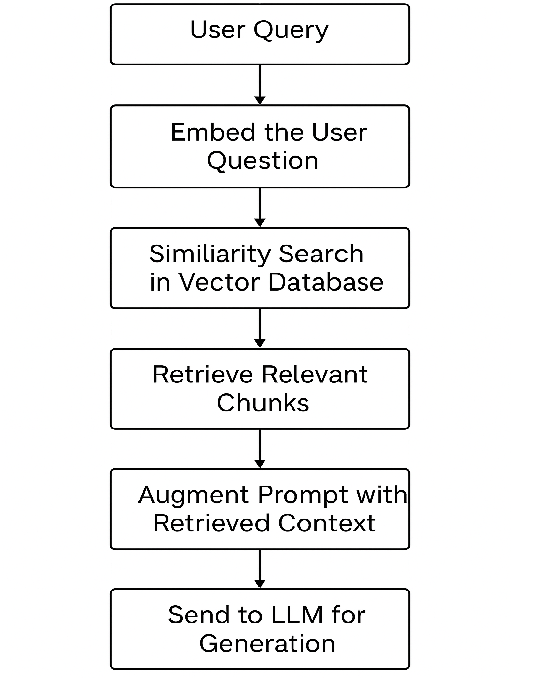 User Query
Embed the User
Question
Similiarity Search
in Vector Database
Retrieve Relevant
Chunks
Augment Prompt with
Retrieved Context
Send to LLM for
Generation